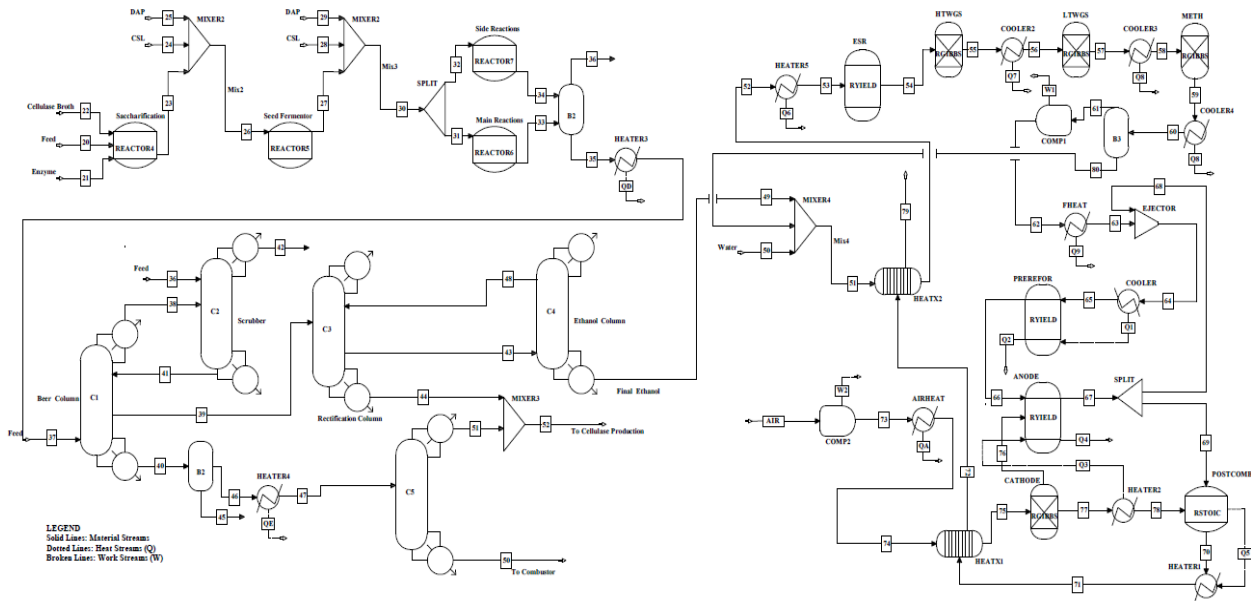 DAP
25
MIXER2
CSL
24
23
Mix2
Cellulase Broth
22
Saccharification
Feed
20
REACTOR4
Enzyme
21
26
Seed Fermentor
REACTOR5
DAP
29
MIXER2
CSL
28
27
Mix3
30
SPLIT
32
Side Reactions
REACTOR7
34
31
Main Reactions
REACTOR6
33
B2
36
35
HEATER3
QD
Feed
36
38
C2
42
Scrubber
41
Beer Column
C1
39
Feed
37
40
B2
46
45
HEATER4
QE
47
C3
48
43
Rectification Column
44
C4
Ethanol Column
Final Ethanol
MIXER3
51
52
To Cellulase Production
C5
50
To Combustor
LEGEND
Solid Lines: Material Streams
Dotted Lines: Heat Streams (Q)
Broken Lines: Work Streams (W)
HTWGS
RGIBBS
55
COOLER2
Q7
56
LTWGS
RGIBBS
57
COOLER3
Q8
58
METH
RGIBBS
59
COOLER4
Q8
60
ESR
RYIELD
54
HEATER5
52
53
Q6
W1
61
COMP1
B3
80
49
MIXER4
Water
50
Mix4
51
79
HEATX2
62
FHEAT
63
Q9
68
EJECTOR
PREREFOR
RYIELD
65
COOLER
64
Q1
Q2
ANODE
66
RYIELD
67
SPLIT
Q4
69
76
Q3
AIR
W2
COMP2
73
AIRHEAT
QA
74
HEATX1
75
CATHODE
RGIBBS
77
HEATER2
78
POSTCOMB
RSTOIC
Q5
70
HEATER1
71